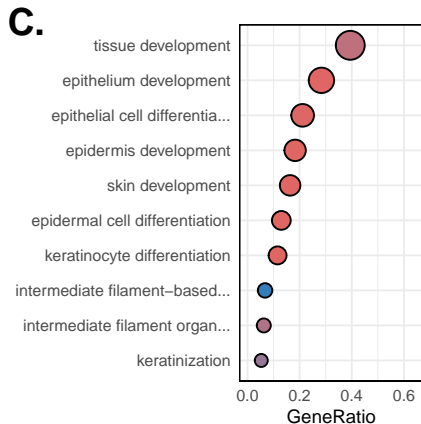 C.
tissue development
epithelium development
epithelial cell differentia...
epidermis development
skin development
epidermal cell differentiation
keratinocyte differentiation
intermediate filament−based...
intermediate filament organ...
keratinization
0.0 0.2 0.4 0.6
GeneRatio